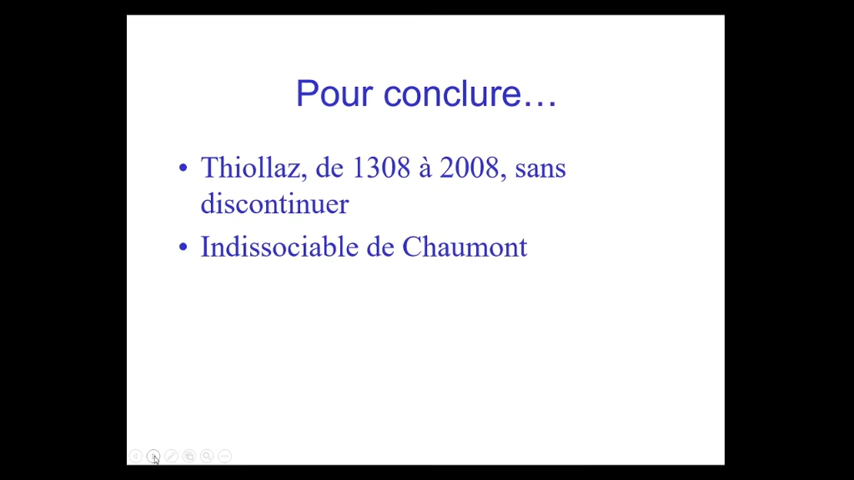 Pour conclure…
• Thiollaz, de 1308 à 2008, sans
discontinuer
• Indissociable de Chaumont